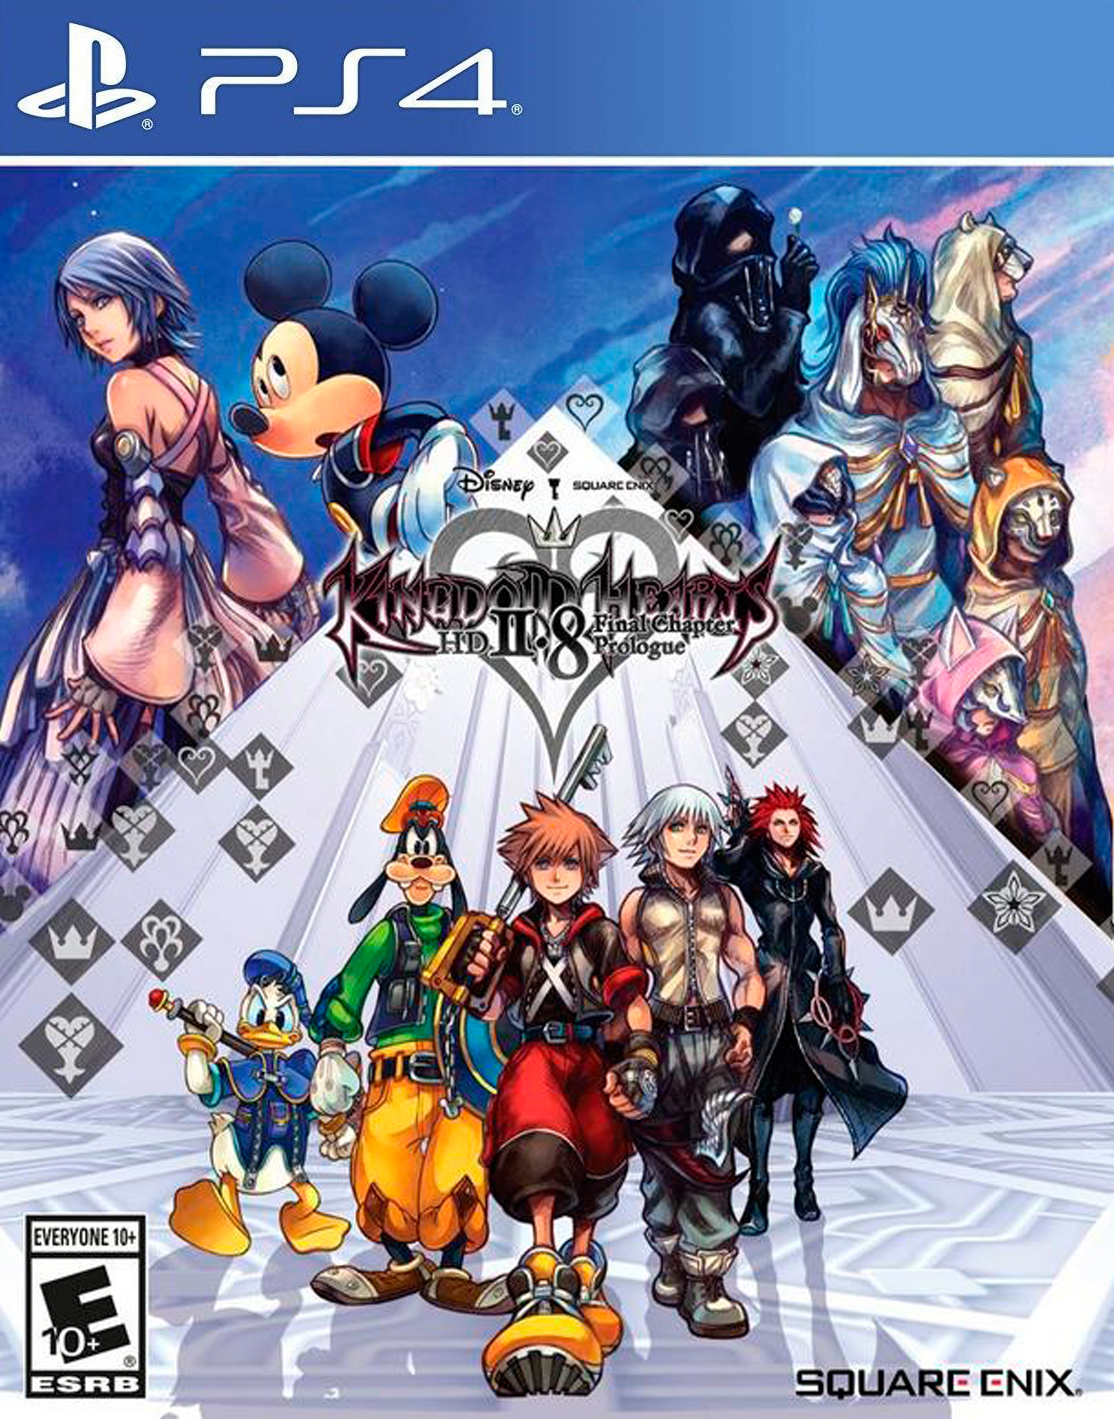 PS4®
Disney SQUARE ENIX
KINGDOM HEARTS
HD II·8 Final Chapter
Prologue
EVERYONE 10+
E
10+
®
ESRB
SQUARE ENIX®